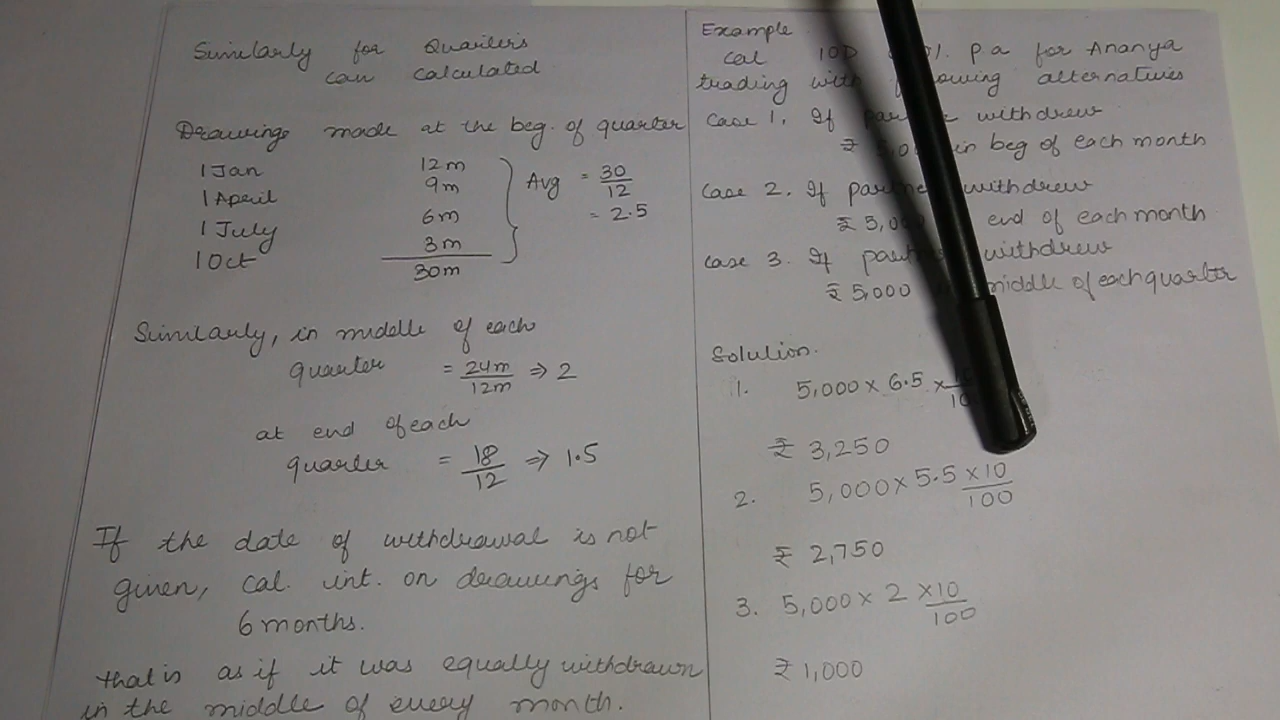 Similarly for Quarters
can calculated
Drawings made at the beg. of quarter
1 Jan 12m
1 April 9m
1 July 6m
1 Oct 3m
30m
Avg = 30/12
= 2.5
Similarly, in middle of each
quarter = 24m/12m ⇒ 2
at end of each
quarter = 18/12 ⇒ 1.5
If the date of withdrawal is not
given, cal. int. on drawings for
6 months.
that is as if it was equally withdrawn
in the middle of every month.
Example
Cal IOD p.a for Ananya
trading with alternatives
Case 1. If withdrew
₹ in beg of each month
Case 2. If withdrew
₹ end of each month
Case 3. If withdrew
₹ 5,000 middle of each quarter
Solution.
1. 5,000 × 6.5 ×
₹ 3,250
2. 5,000 × 5.5 × 10/100
₹ 2,750
3. 5,000 × 2 × 10/100
₹ 1,000